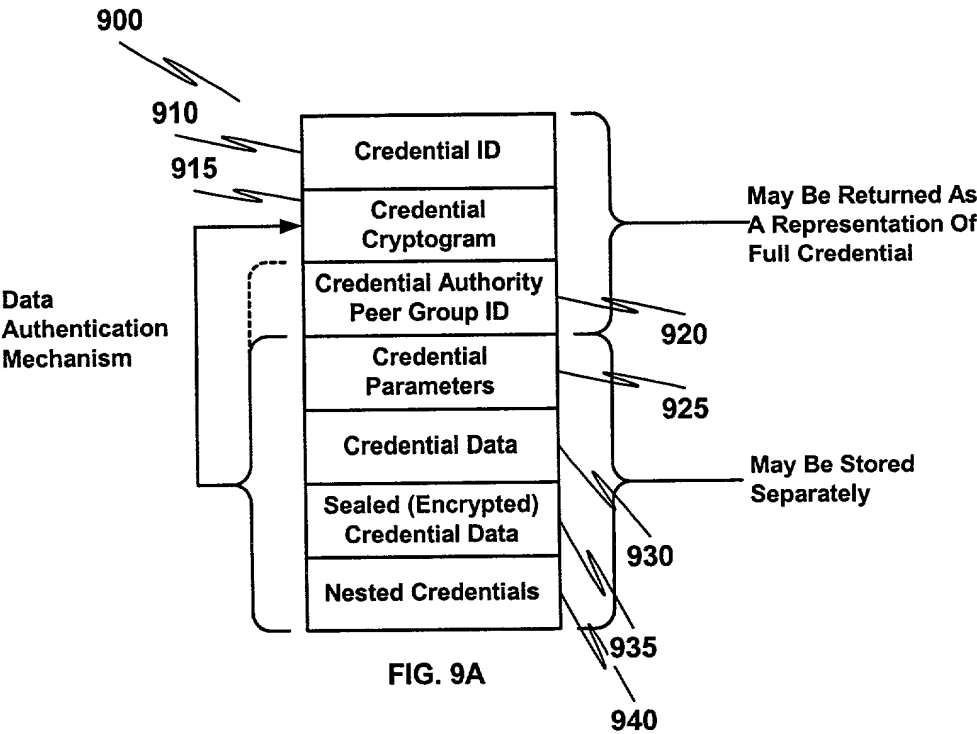 900
910
915
Credential ID
Credential
Cryptogram
Credential Authority
Peer Group ID
Credential
Parameters
Credential Data
Sealed (Encrypted)
Credential Data
Nested Credentials
Data
Authentication
Mechanism
May Be Returned As
A Representation Of
Full Credential
920
925
May Be Stored
Separately
930
935
940
FIG. 9A